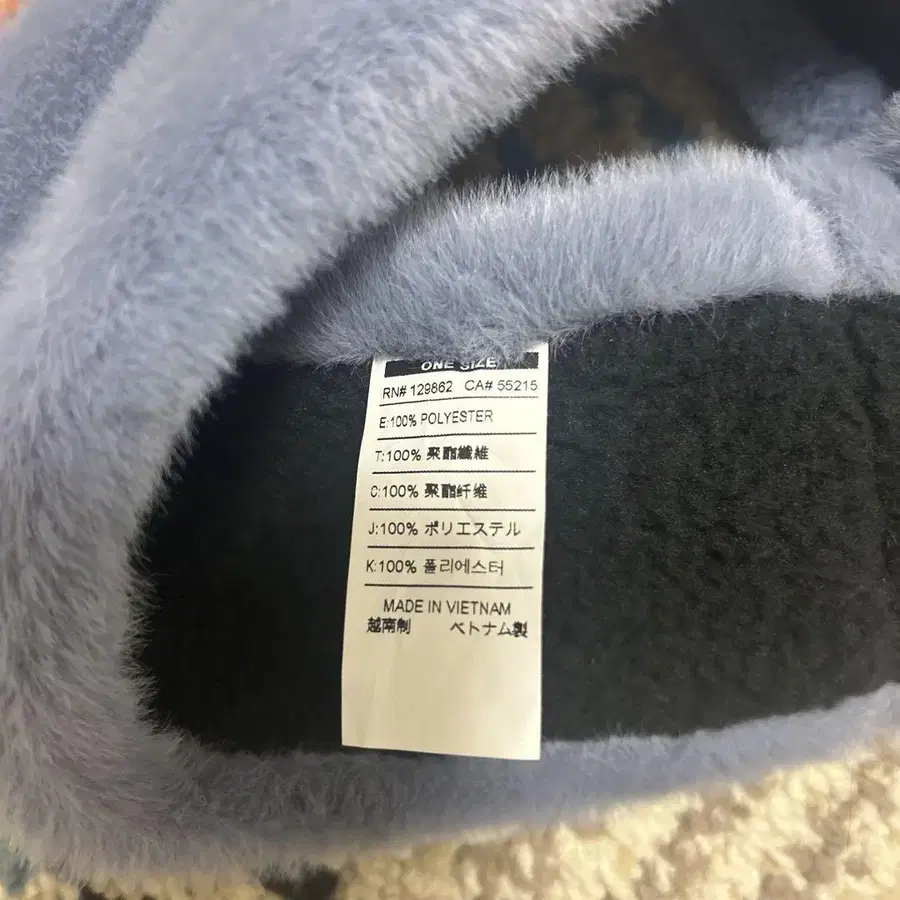 ONE SIZE
RN# 129862 CA# 55215
E:100% POLYESTER
T:100% 聚酯纖維
C:100% 聚酯纤维
J:100% ポリエステル
K:100% 폴리에스터
MADE IN VIETNAM
越南制 ベトナム製